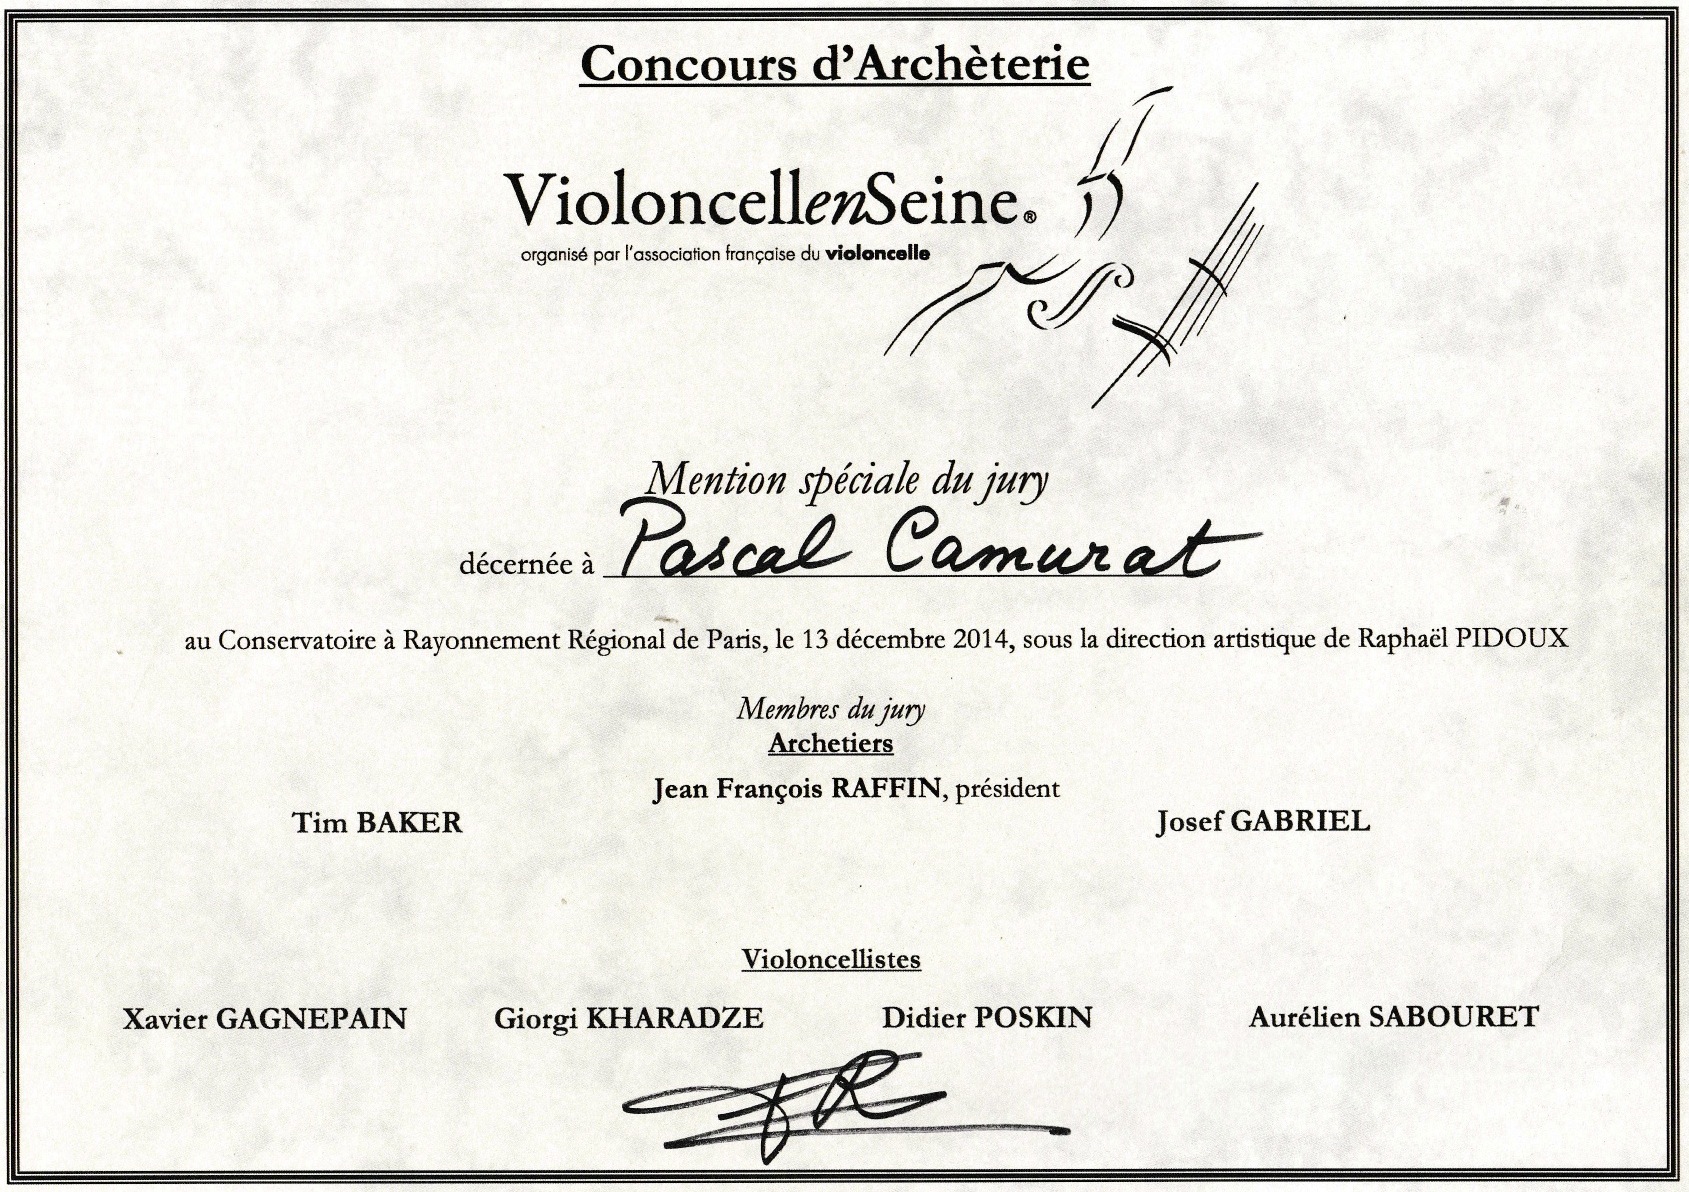 Concours d'Archèterie
VioloncellenSeine®
organisé par l'association française du violoncelle
Mention spéciale du jury
décernée à Pascal Camurat
au Conservatoire à Rayonnement Régional de Paris, le 13 décembre 2014, sous la direction artistique de Raphaël PIDOUX
Membres du jury
Archetiers
Jean François RAFFIN, président
Tim BAKER Josef GABRIEL
Violoncellistes
Xavier GAGNEPAIN Giorgi KHARADZE Didier POSKIN Aurélien SABOURET